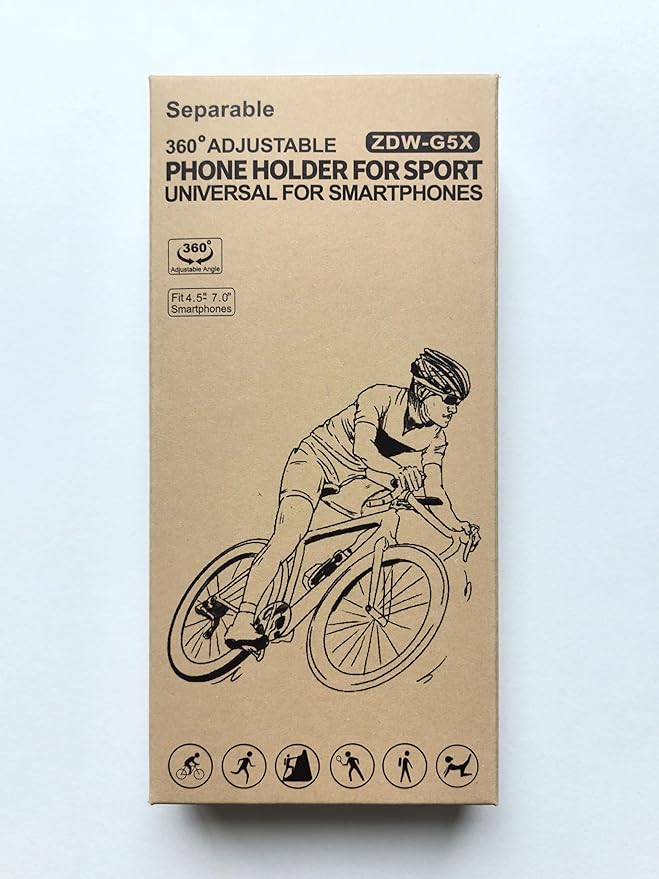 Separable
360° ADJUSTABLE ZDW-G5X
PHONE HOLDER FOR SPORT
UNIVERSAL FOR SMARTPHONES
360°
Adjustable Angle
Fit 4.5"- 7.0"
Smartphones